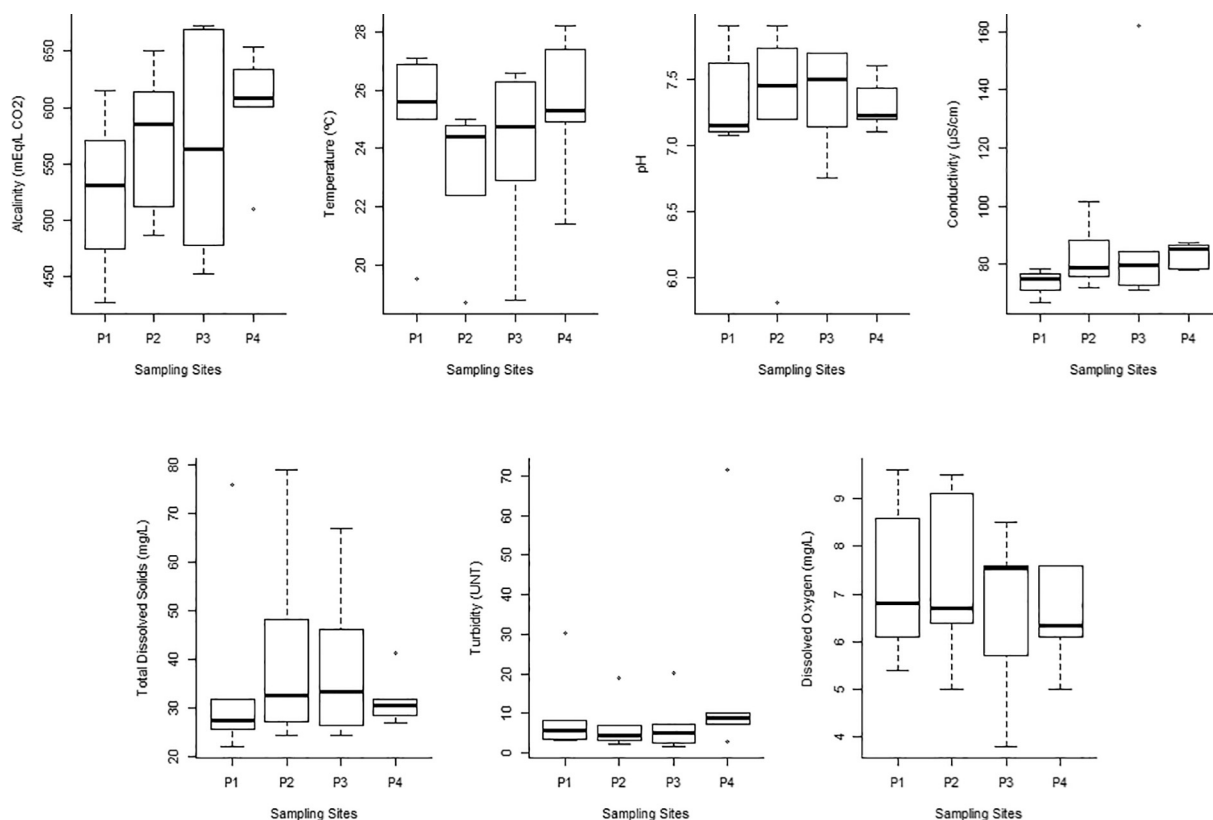 Alcalinity (mEq/L CO2)
650
600
550
500
450
P1 P2 P3 P4
Sampling Sites
Temperature (ºC)
28
26
24
22
20
P1 P2 P3 P4
Sampling Sites
pH
7.5
7.0
6.5
6.0
P1 P2 P3 P4
Sampling Sites
Conductivity (µS/cm)
160
140
120
100
80
P1 P2 P3 P4
Sampling Sites
Total Dissolved Solids (mg/L)
80
70
60
50
40
30
20
P1 P2 P3 P4
Sampling Sites
Turbidity (UNT)
70
60
50
40
30
20
10
0
P1 P2 P3 P4
Sampling Sites
Dissolved Oxygen (mg/L)
9
8
7
6
5
4
P1 P2 P3 P4
Sampling Sites